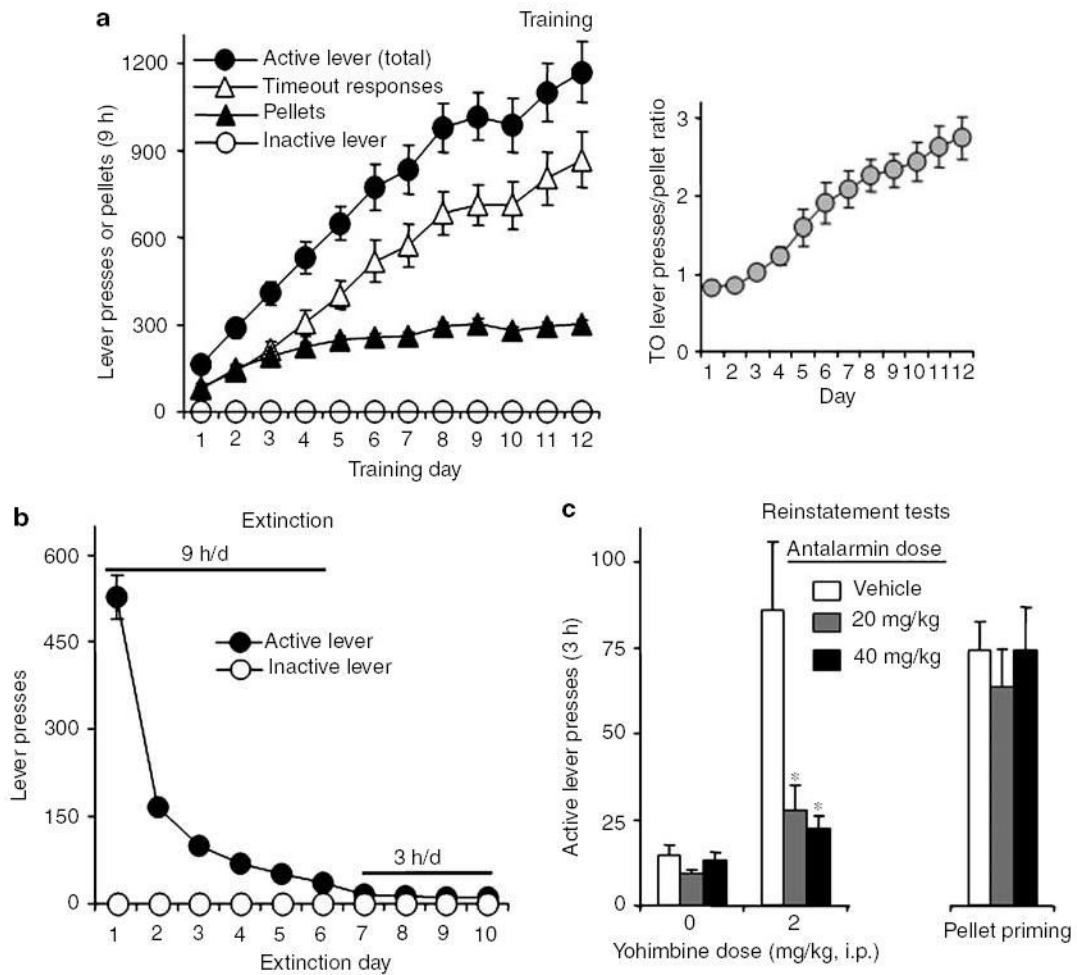 a
Training
Active lever (total)
Timeout responses
Pellets
Inactive lever
Lever presses or pellets (9 h)
1200
900
600
300
0
1 2 3 4 5 6 7 8 9 10 11 12
Training day
TO lever presses/pellet ratio
3
2
1
0
1 2 3 4 5 6 7 8 9 10 11 12
Day
b
Extinction
9 h/d
Active lever
Inactive lever
3 h/d
Lever presses
600
450
300
150
0
1 2 3 4 5 6 7 8 9 10
Extinction day
c
Reinstatement tests
Antalarmin dose
Vehicle
20 mg/kg
40 mg/kg
Active lever presses (3 h)
100
75
50
25
0
* *
0 2
Yohimbine dose (mg/kg, i.p.)
Pellet priming